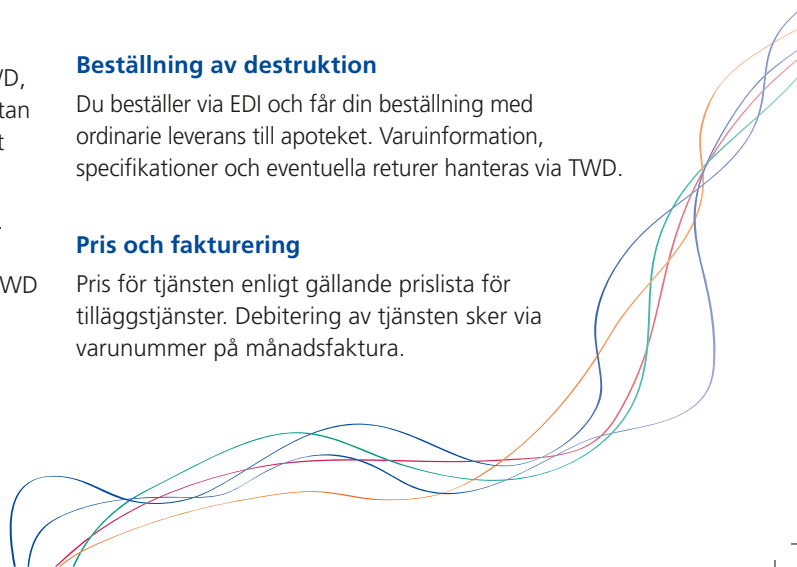 Beställning av destruktion
Du beställer via EDI och får din beställning med
ordinarie leverans till apoteket. Varuinformation,
specifikationer och eventuella returer hanteras via TWD.
Pris och fakturering
Pris för tjänsten enligt gällande prislista för
tilläggstjänster. Debitering av tjänsten sker via
varunummer på månadsfaktura.